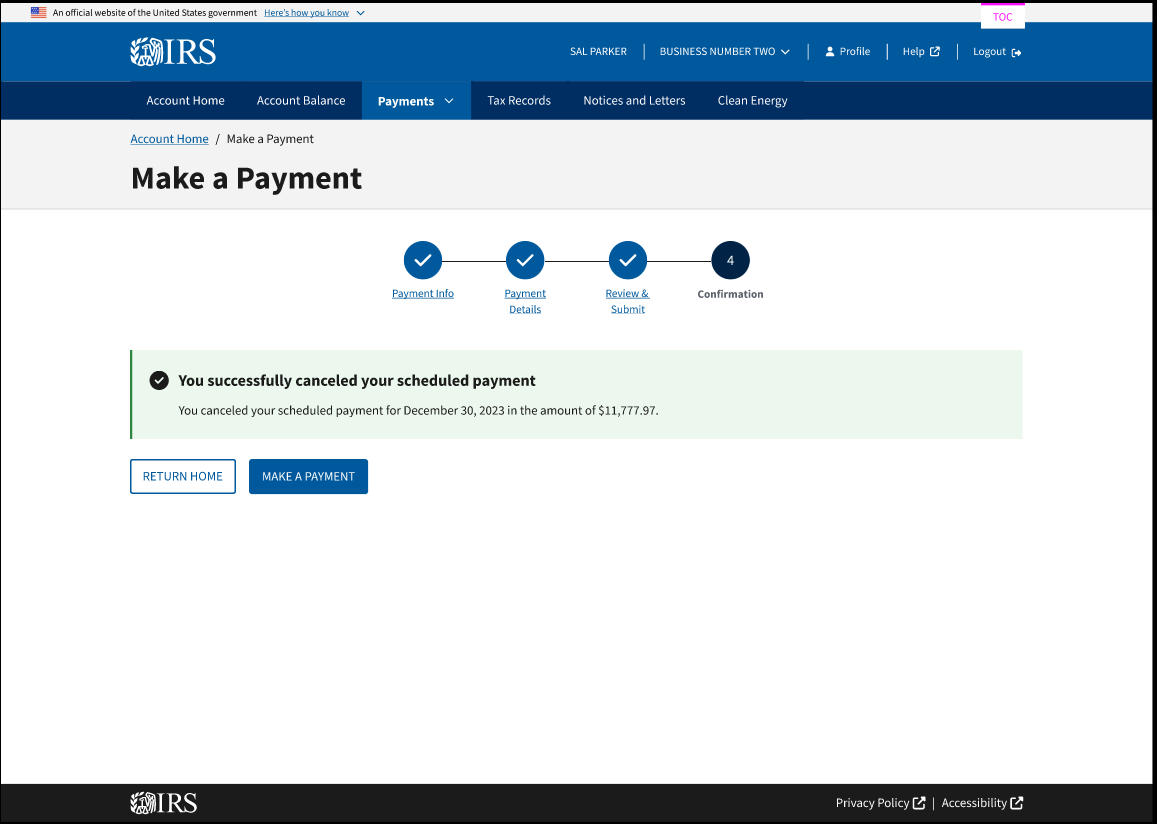 An official website of the United States government Here's how you know
TOC
IRS
SAL PARKER BUSINESS NUMBER TWO Profile Help Logout
Account Home Account Balance Payments Tax Records Notices and Letters Clean Energy
Account Home / Make a Payment
Make a Payment
4
Payment Info
Payment
Details
Review &
Submit
Confirmation
You successfully canceled your scheduled payment
You canceled your scheduled payment for December 30, 2023 in the amount of $11,777.97.
RETURN HOME MAKE A PAYMENT
IRS
Privacy Policy | Accessibility